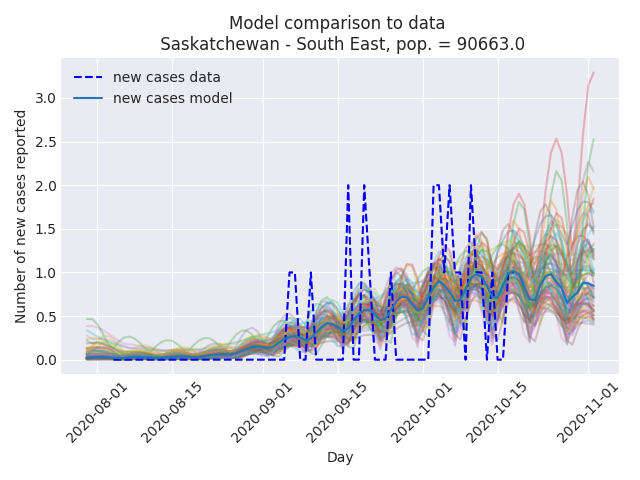 Model comparison to data
Saskatchewan - South East, pop. = 90663.0
new cases data
new cases model
Number of new cases reported
3.0
2.5
2.0
1.5
1.0
0.5
0.0
2020-08-01
2020-08-15
2020-09-01
2020-09-15
2020-10-01
2020-10-15
2020-11-01
Day